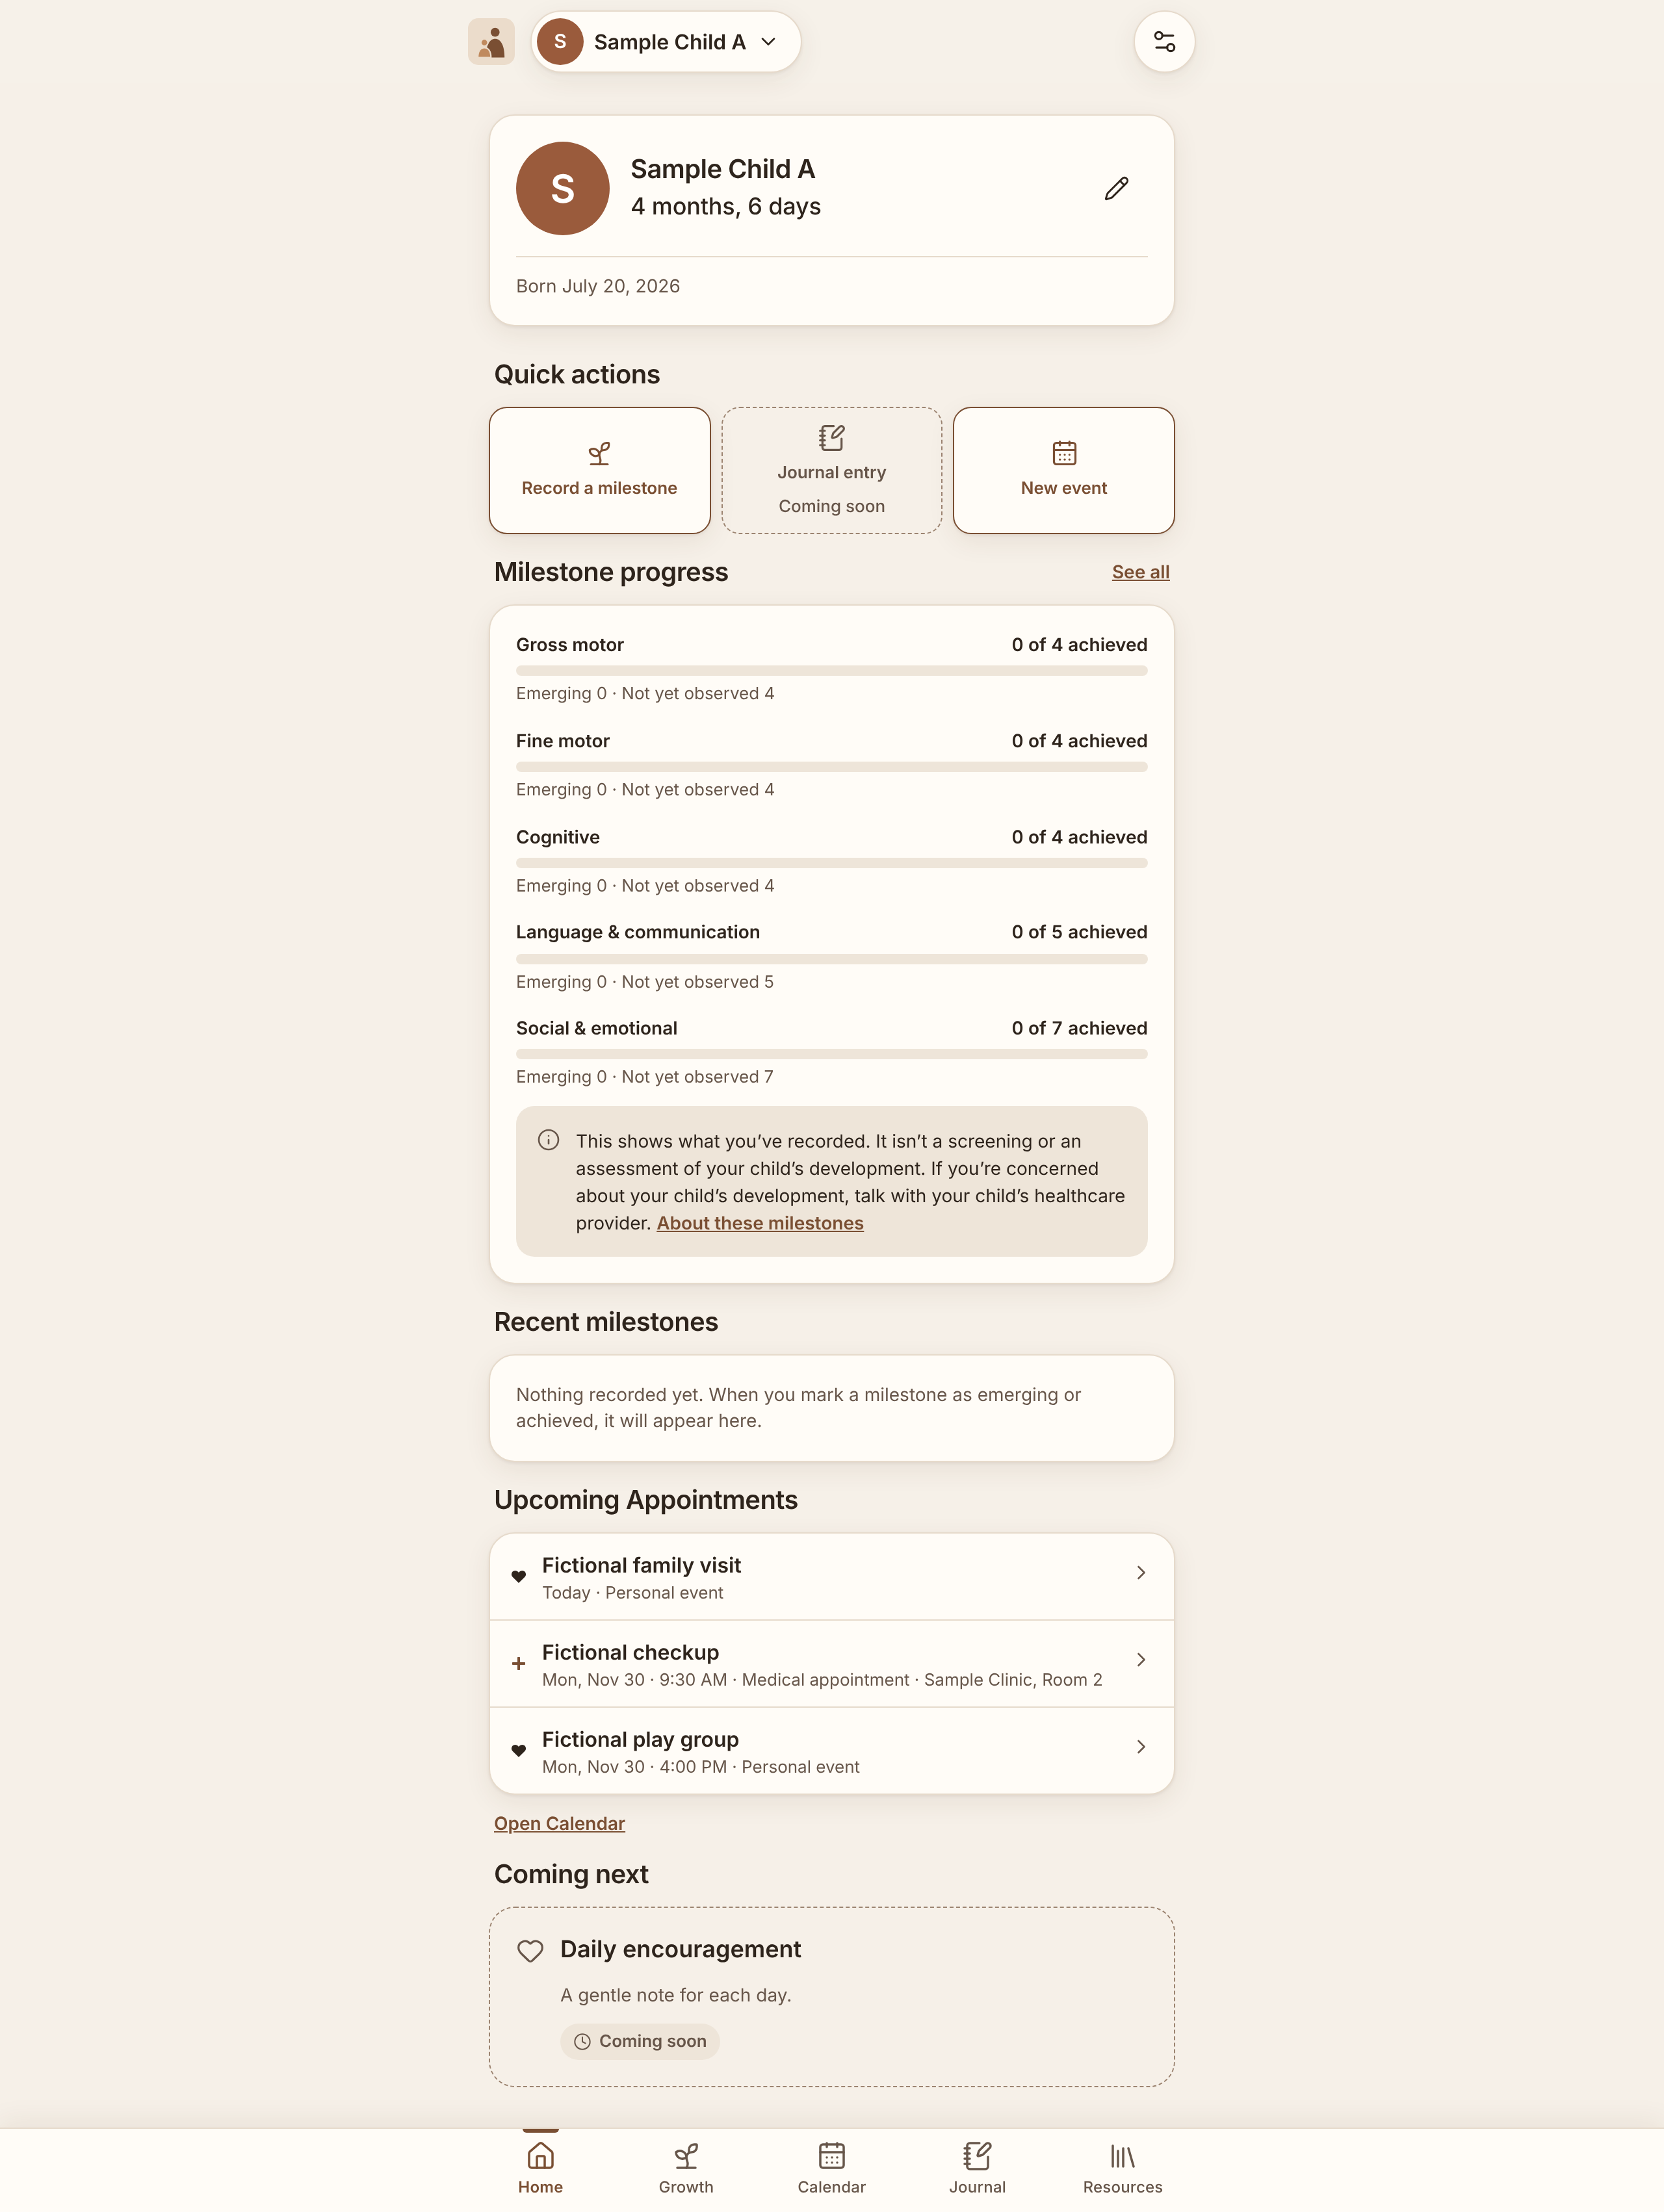 S
Sample Child A
S
Sample Child A
4 months, 6 days
Born July 20, 2026
Quick actions
Record a milestone
Journal entry
Coming soon
New event
Milestone progress
See all
Gross motor
0 of 4 achieved
Emerging 0 · Not yet observed 4
Fine motor
0 of 4 achieved
Emerging 0 · Not yet observed 4
Cognitive
0 of 4 achieved
Emerging 0 · Not yet observed 4
Language & communication
0 of 5 achieved
Emerging 0 · Not yet observed 5
Social & emotional
0 of 7 achieved
Emerging 0 · Not yet observed 7
This shows what you’ve recorded. It isn’t a screening or an
assessment of your child’s development. If you’re concerned
about your child’s development, talk with your child’s healthcare
provider. About these milestones
Recent milestones
Nothing recorded yet. When you mark a milestone as emerging or
achieved, it will appear here.
Upcoming Appointments
Fictional family visit
Today · Personal event
Fictional checkup
Mon, Nov 30 · 9:30 AM · Medical appointment · Sample Clinic, Room 2
Fictional play group
Mon, Nov 30 · 4:00 PM · Personal event
Open Calendar
Coming next
Daily encouragement
A gentle note for each day.
Coming soon
Home
Growth
Calendar
Journal
Resources